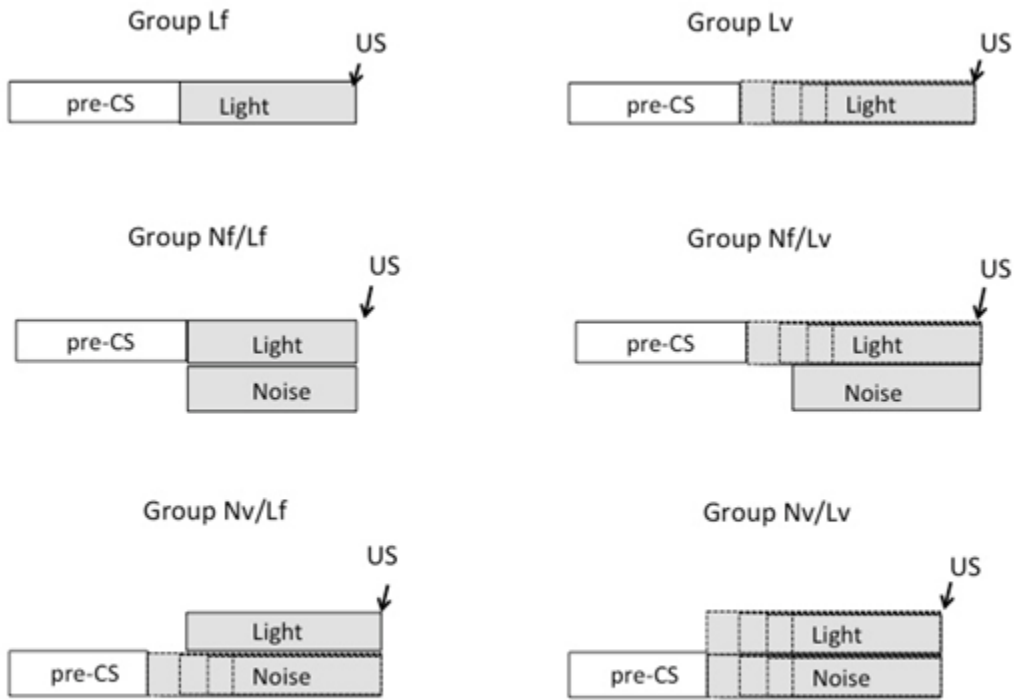 Group Lf
US
pre-CS Light
Group Lv
US
pre-CS Light
Group Nf/Lf
US
pre-CS Light
Noise
Group Nf/Lv
US
pre-CS Light
Noise
Group Nv/Lf
US
Light
pre-CS Noise
Group Nv/Lv
US
Light
pre-CS Noise